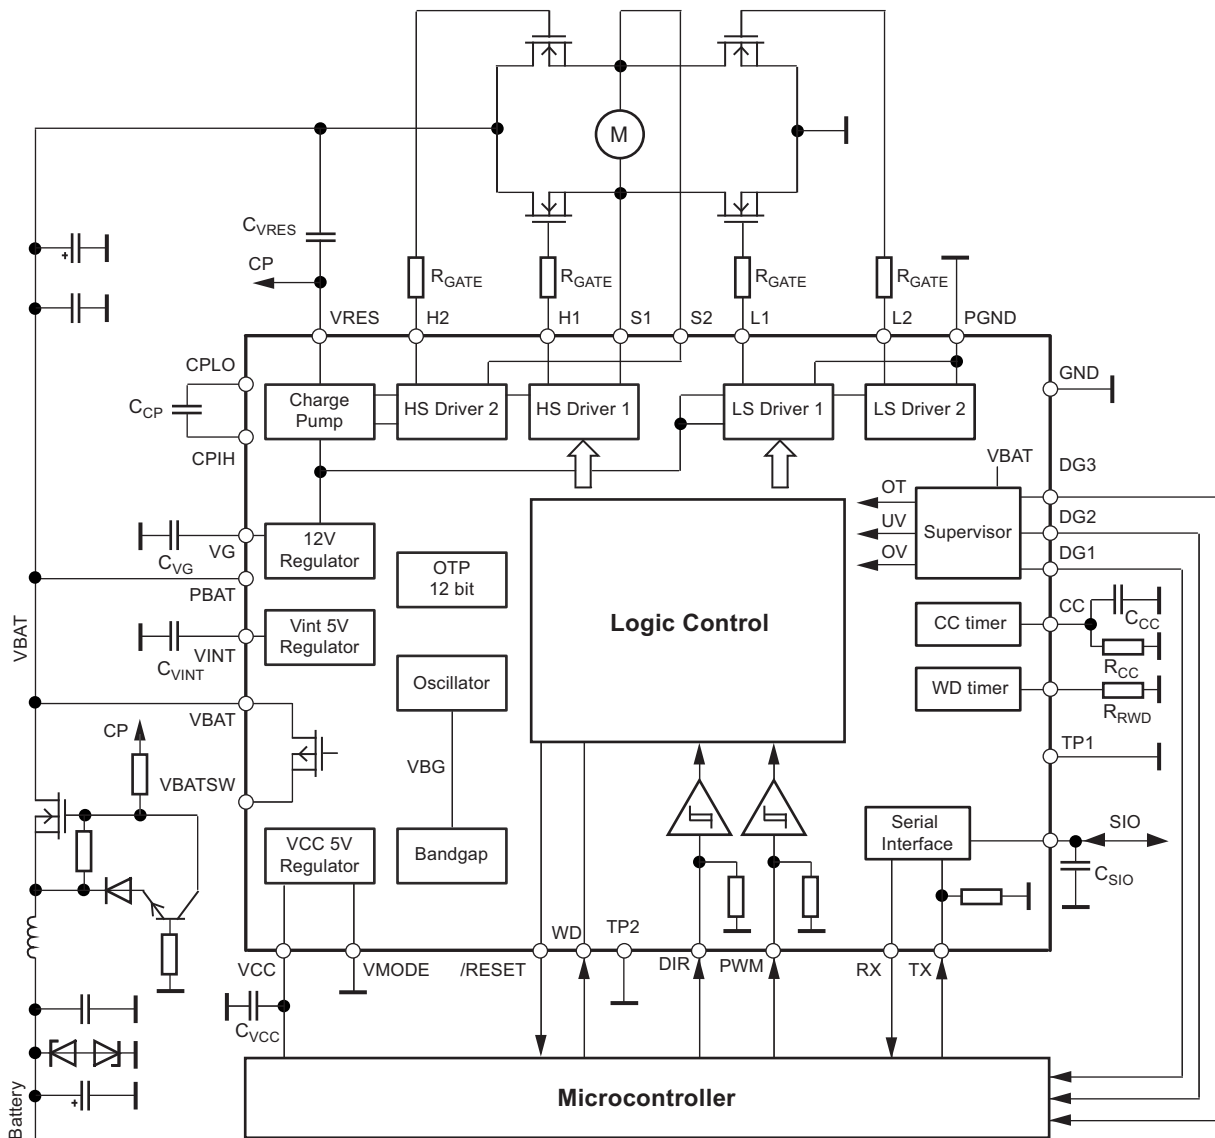 M
CVRES
CP
RGATE
RGATE
RGATE
RGATE
VRES
H2
H1
S1
S2
L1
L2
PGND
CPLO
CCP
CPIH
GND
Charge
Pump
HS Driver 2
HS Driver 1
LS Driver 1
LS Driver 2
VBAT
DG3
OT
UV
OV
Supervisor
DG2
DG1
VG
CVG
12V
Regulator
OTP
12 bit
PBAT
Logic Control
CC
CCC
CC timer
RCC
VBAT
VINT
CVINT
Vint 5V
Regulator
Oscillator
WD timer
RRWD
VBAT
CP
VBG
TP1
VBATSW
VCC 5V
Regulator
Bandgap
Serial
Interface
SIO
CSIO
VCC
VMODE
/RESET
WD
TP2
DIR
PWM
RX
TX
CVCC
Microcontroller
Battery